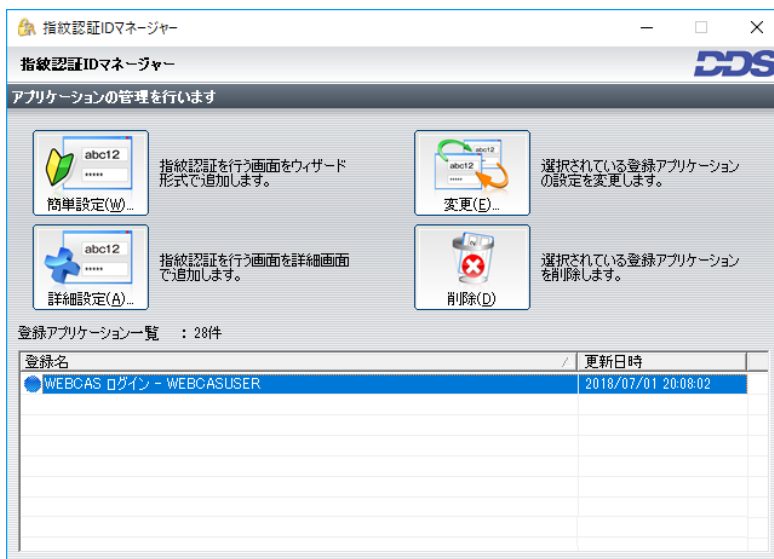 指紋認証IDマネージャー
指紋認証IDマネージャー
DDS
アプリケーションの管理を行います
abc12
•••••
簡単設定(W)...
指紋認証を行う画面をウィザード
形式で追加します。
abc12
abc12
変更(E)...
選択されている登録アプリケーション
の設定を変更します。
abc12
•••••
詳細設定(A)...
指紋認証を行う画面を詳細画面
で追加します。
削除(D)
選択されている登録アプリケーション
を削除します。
登録アプリケーション一覧 : 28件
登録名 更新日時
WEBCAS ログイン - WEBCASUSER 2018/07/01 20:08:02